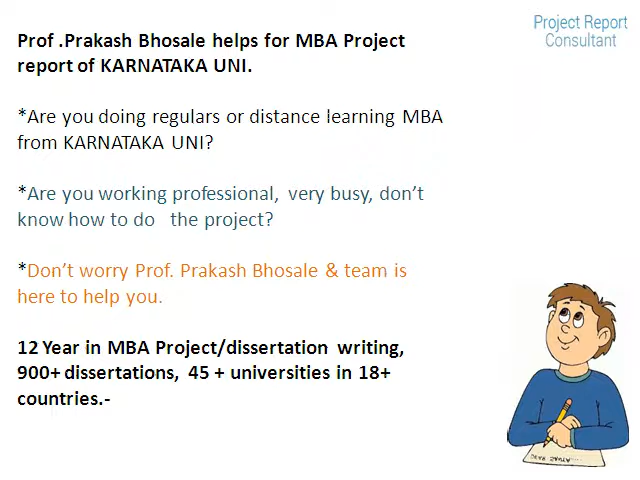 Project Report
Consultant
Prof .Prakash Bhosale helps for MBA Project
report of KARNATAKA UNI.
*Are you doing regulars or distance learning MBA
from KARNATAKA UNI?
*Are you working professional, very busy, don't
know how to do the project?
*Don't worry Prof. Prakash Bhosale & team is
here to help you.
12 Year in MBA Project/dissertation writing,
900+ dissertations, 45 + universities in 18+
countries.-